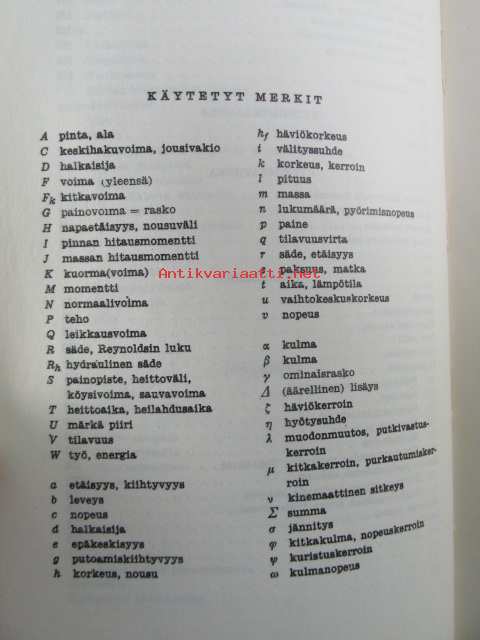 KÄYTETYT MERKIT
A pinta, ala
C keskihakuvoima, jousivakio
D halkaisija
F voima (yleensä)
Fk kitkavoima
G painovoima = rasko
H napaetäisyys, nousuväli
I pinnan hitausmomentti
J massan hitausmomentti
K kuorma(voima)
M momentti
N normaalivoima
P teho
Q leikkausvoima
R säde, Reynoldsin luku
Rh hydraulinen säde
S painopiste, heittoväli,
köysivoima, sauvavoima
T heittoaika, heilahdusaika
U märkä piiri
V tilavuus
W työ, energia
a etäisyys, kiihtyvyys
b leveys
c nopeus
d halkaisija
e epäkeskisyys
g putoamiskiihtyvyys
h korkeus, nousu
hf häviökorkeus
i välityssuhde
k korkeus, kerroin
l pituus
m massa
n lukumäärä, pyörimisnopeus
p paine
q tilavuusvirta
r säde, etäisyys
s paksuus, matka
t aika, lämpötila
u vaihtokeskuskorkeus
v nopeus
α kulma
β kulma
γ ominaisrasko
Δ (äärellinen) lisäys
ζ häviökerroin
η hyötysuhde
λ muodonmuutos, putkivastus-
kerroin
μ kitkakerroin, purkautumisker-
roin
ν kinemaattinen sitkeys
Σ summa
σ jännitys
φ kitkakulma, nopeuskerroin
ψ kuristuskerroin
ω kulmanopeus
Antikvariaatti.net